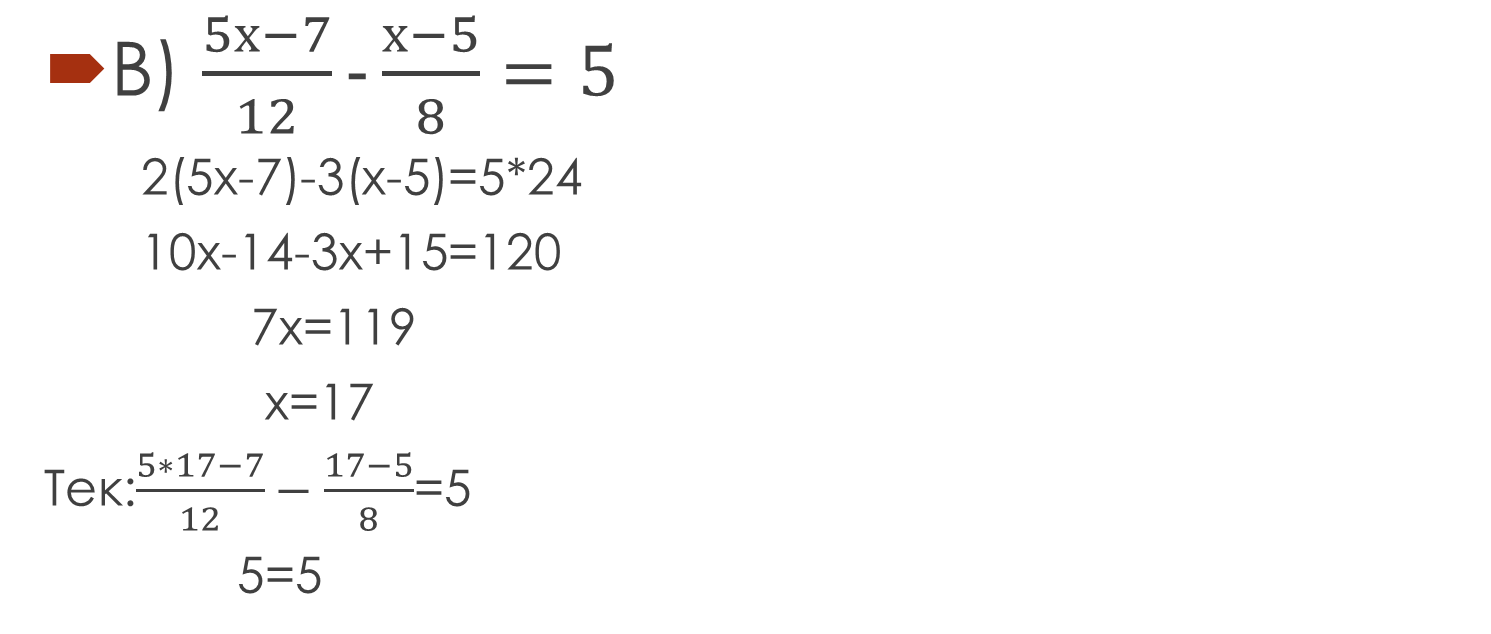 B) (5x−7)/12 - (x−5)/8 = 5
2(5x-7)-3(x-5)=5*24
10x-14-3x+15=120
7x=119
x=17
Тек: (5∗17−7)/12 − (17−5)/8 =5
5=5